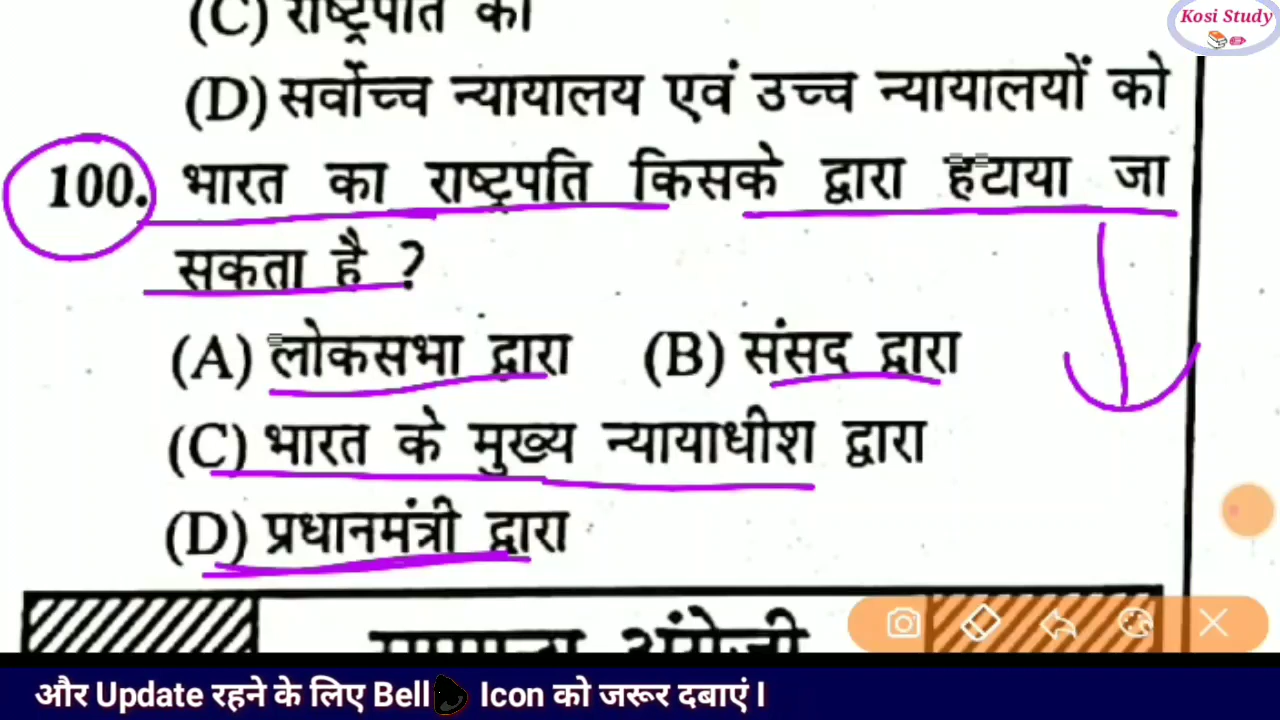 Kosi Study
(C) राष्ट्रपति को
(D) सर्वोच्च न्यायालय एवं उच्च न्यायालयों को
100. भारत का राष्ट्रपति किसके द्वारा हटाया जा
सकता है ?
(A) लोकसभा द्वारा (B) संसद द्वारा
(C) भारत के मुख्य न्यायाधीश द्वारा
(D) प्रधानमंत्री द्वारा
अंग्रेजी
और Update रहने के लिए Bell Icon को जरूर दबाएं l